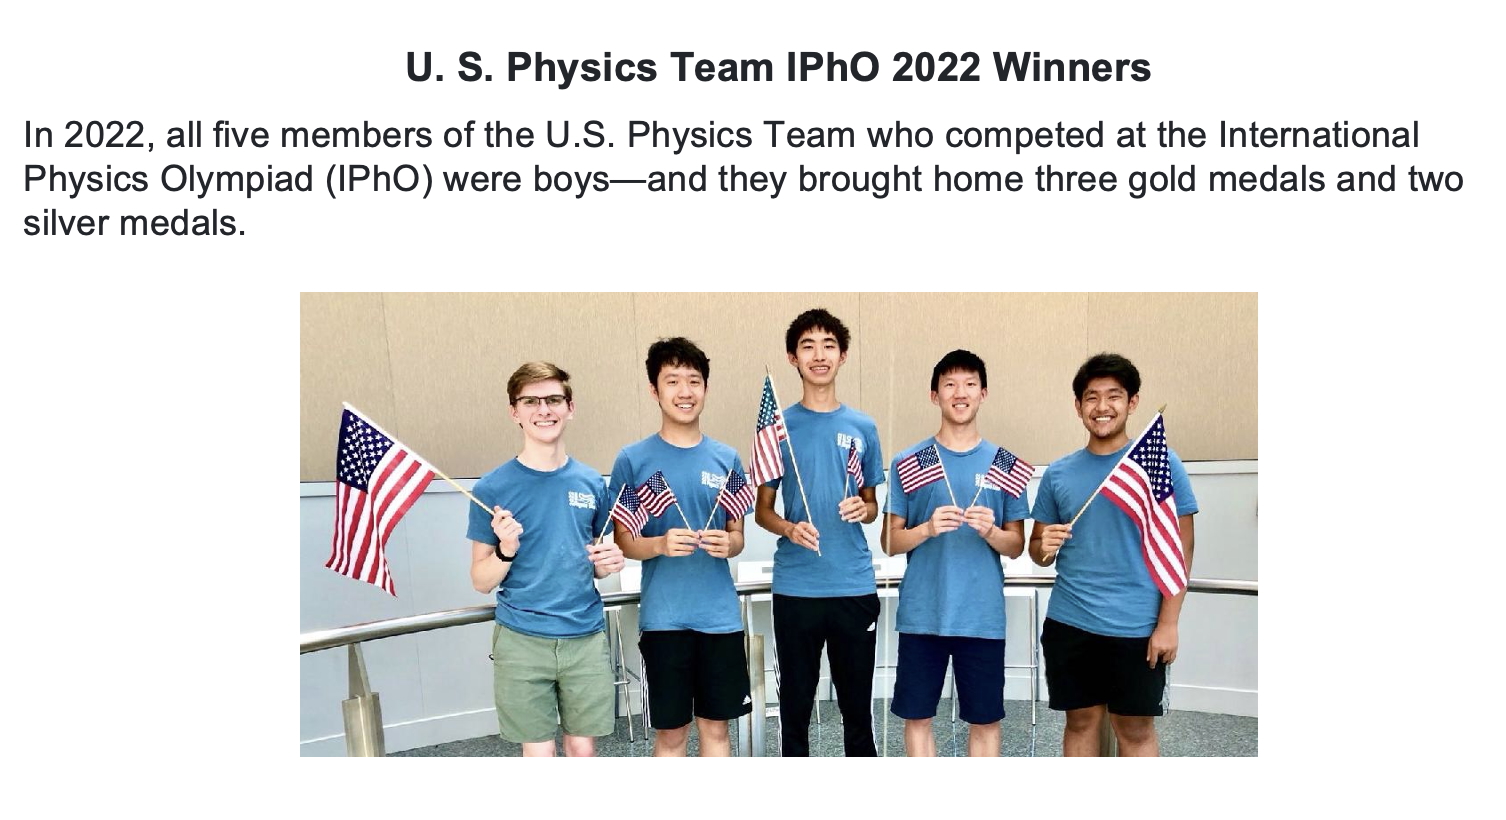 U. S. Physics Team IPhO 2022 Winners
In 2022, all five members of the U.S. Physics Team who competed at the International
Physics Olympiad (IPhO) were boys—and they brought home three gold medals and two
silver medals.